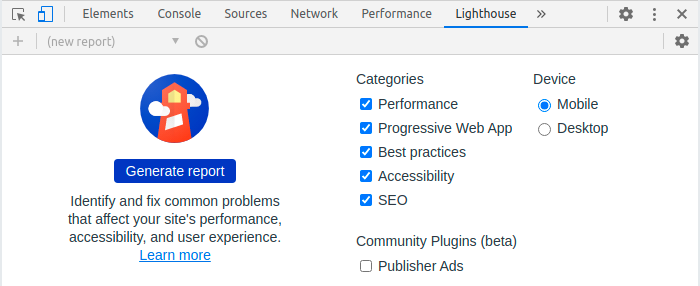 Elements Console Sources Network Performance Lighthouse »
(new report)
Generate report
Identify and fix common problems
that affect your site's performance,
accessibility, and user experience.
Learn more
Categories
Performance
Progressive Web App
Best practices
Accessibility
SEO
Community Plugins (beta)
Publisher Ads
Device
Mobile
Desktop